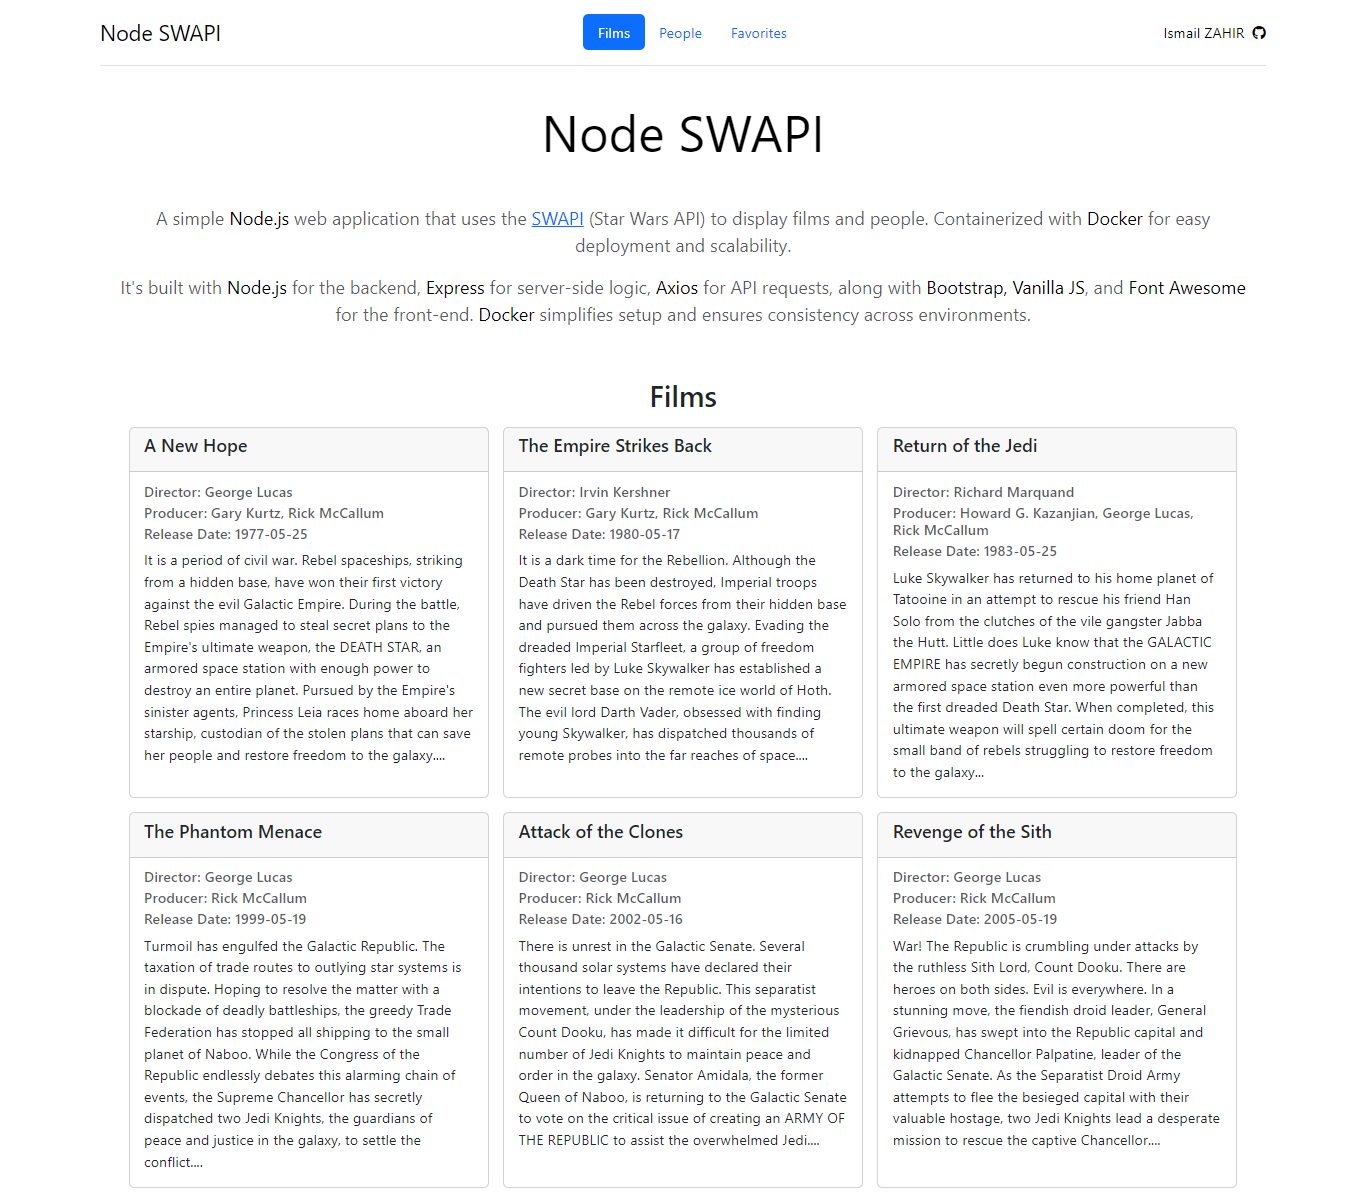 Node SWAPI
Films
People
Favorites
Ismail ZAHIR
Node SWAPI
A simple Node.js web application that uses the SWAPI (Star Wars API) to display films and people. Containerized with Docker for easy
deployment and scalability.
It's built with Node.js for the backend, Express for server-side logic, Axios for API requests, along with Bootstrap, Vanilla JS, and Font Awesome
for the front-end. Docker simplifies setup and ensures consistency across environments.
Films
A New Hope
Director: George Lucas
Producer: Gary Kurtz, Rick McCallum
Release Date: 1977-05-25
It is a period of civil war. Rebel spaceships, striking
from a hidden base, have won their first victory
against the evil Galactic Empire. During the battle,
Rebel spies managed to steal secret plans to the
Empire's ultimate weapon, the DEATH STAR, an
armored space station with enough power to
destroy an entire planet. Pursued by the Empire's
sinister agents, Princess Leia races home aboard her
starship, custodian of the stolen plans that can save
her people and restore freedom to the galaxy....
The Empire Strikes Back
Director: Irvin Kershner
Producer: Gary Kurtz, Rick McCallum
Release Date: 1980-05-17
It is a dark time for the Rebellion. Although the
Death Star has been destroyed, Imperial troops
have driven the Rebel forces from their hidden base
and pursued them across the galaxy. Evading the
dreaded Imperial Starfleet, a group of freedom
fighters led by Luke Skywalker has established a
new secret base on the remote ice world of Hoth.
The evil lord Darth Vader, obsessed with finding
young Skywalker, has dispatched thousands of
remote probes into the far reaches of space....
Return of the Jedi
Director: Richard Marquand
Producer: Howard G. Kazanjian, George Lucas,
Rick McCallum
Release Date: 1983-05-25
Luke Skywalker has returned to his home planet of
Tatooine in an attempt to rescue his friend Han
Solo from the clutches of the vile gangster Jabba
the Hutt. Little does Luke know that the GALACTIC
EMPIRE has secretly begun construction on a new
armored space station even more powerful than
the first dreaded Death Star. When completed, this
ultimate weapon will spell certain doom for the
small band of rebels struggling to restore freedom
to the galaxy...
The Phantom Menace
Director: George Lucas
Producer: Rick McCallum
Release Date: 1999-05-19
Turmoil has engulfed the Galactic Republic. The
taxation of trade routes to outlying star systems is
in dispute. Hoping to resolve the matter with a
blockade of deadly battleships, the greedy Trade
Federation has stopped all shipping to the small
planet of Naboo. While the Congress of the
Republic endlessly debates this alarming chain of
events, the Supreme Chancellor has secretly
dispatched two Jedi Knights, the guardians of
peace and justice in the galaxy, to settle the
conflict....
Attack of the Clones
Director: George Lucas
Producer: Rick McCallum
Release Date: 2002-05-16
There is unrest in the Galactic Senate. Several
thousand solar systems have declared their
intentions to leave the Republic. This separatist
movement, under the leadership of the mysterious
Count Dooku, has made it difficult for the limited
number of Jedi Knights to maintain peace and
order in the galaxy. Senator Amidala, the former
Queen of Naboo, is returning to the Galactic Senate
to vote on the critical issue of creating an ARMY OF
THE REPUBLIC to assist the overwhelmed Jedi....
Revenge of the Sith
Director: George Lucas
Producer: Rick McCallum
Release Date: 2005-05-19
War! The Republic is crumbling under attacks by
the ruthless Sith Lord, Count Dooku. There are
heroes on both sides. Evil is everywhere. In a
stunning move, the fiendish droid leader, General
Grievous, has swept into the Republic capital and
kidnapped Chancellor Palpatine, leader of the
Galactic Senate. As the Separatist Droid Army
attempts to flee the besieged capital with their
valuable hostage, two Jedi Knights lead a desperate
mission to rescue the captive Chancellor....